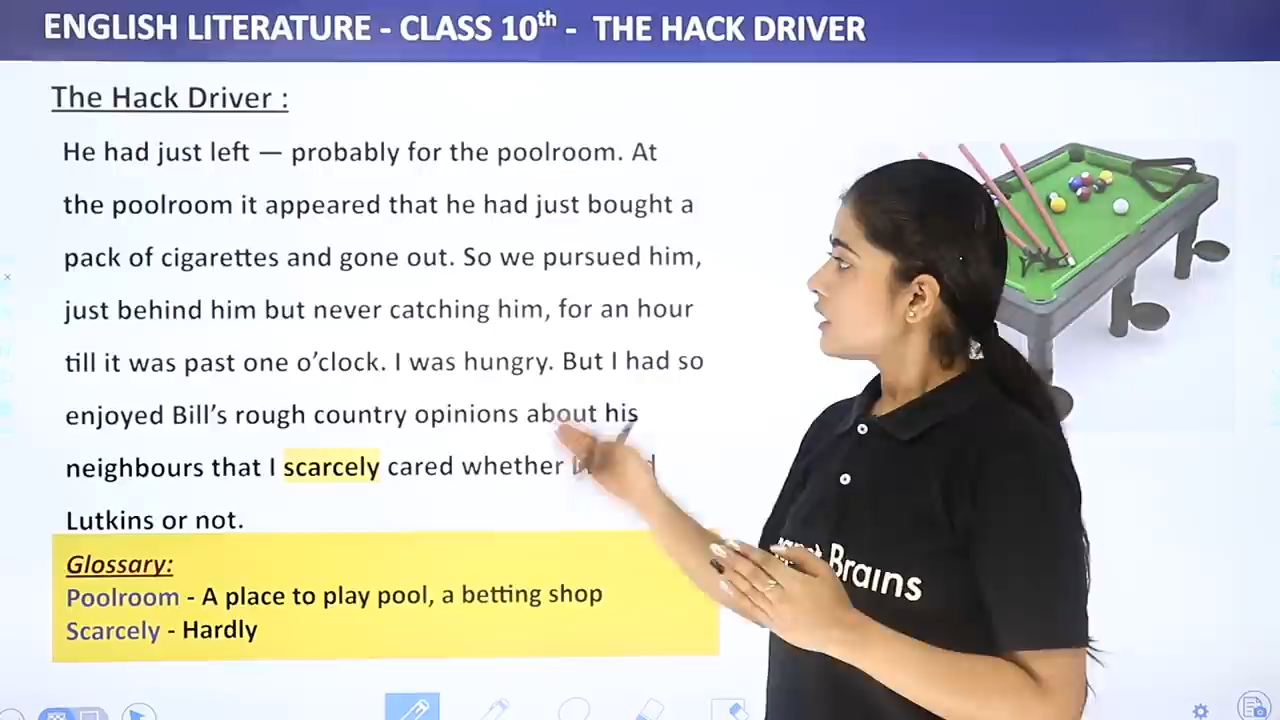 ENGLISH LITERATURE - CLASS 10th - THE HACK DRIVER
The Hack Driver :
He had just left — probably for the poolroom. At
the poolroom it appeared that he had just bought a
pack of cigarettes and gone out. So we pursued him,
just behind him but never catching him, for an hour
till it was past one o’clock. I was hungry. But I had so
enjoyed Bill’s rough country opinions about his
neighbours that I scarcely cared whether
Lutkins or not.
Glossary:
Poolroom - A place to play pool, a betting shop
Scarcely - Hardly
Brains